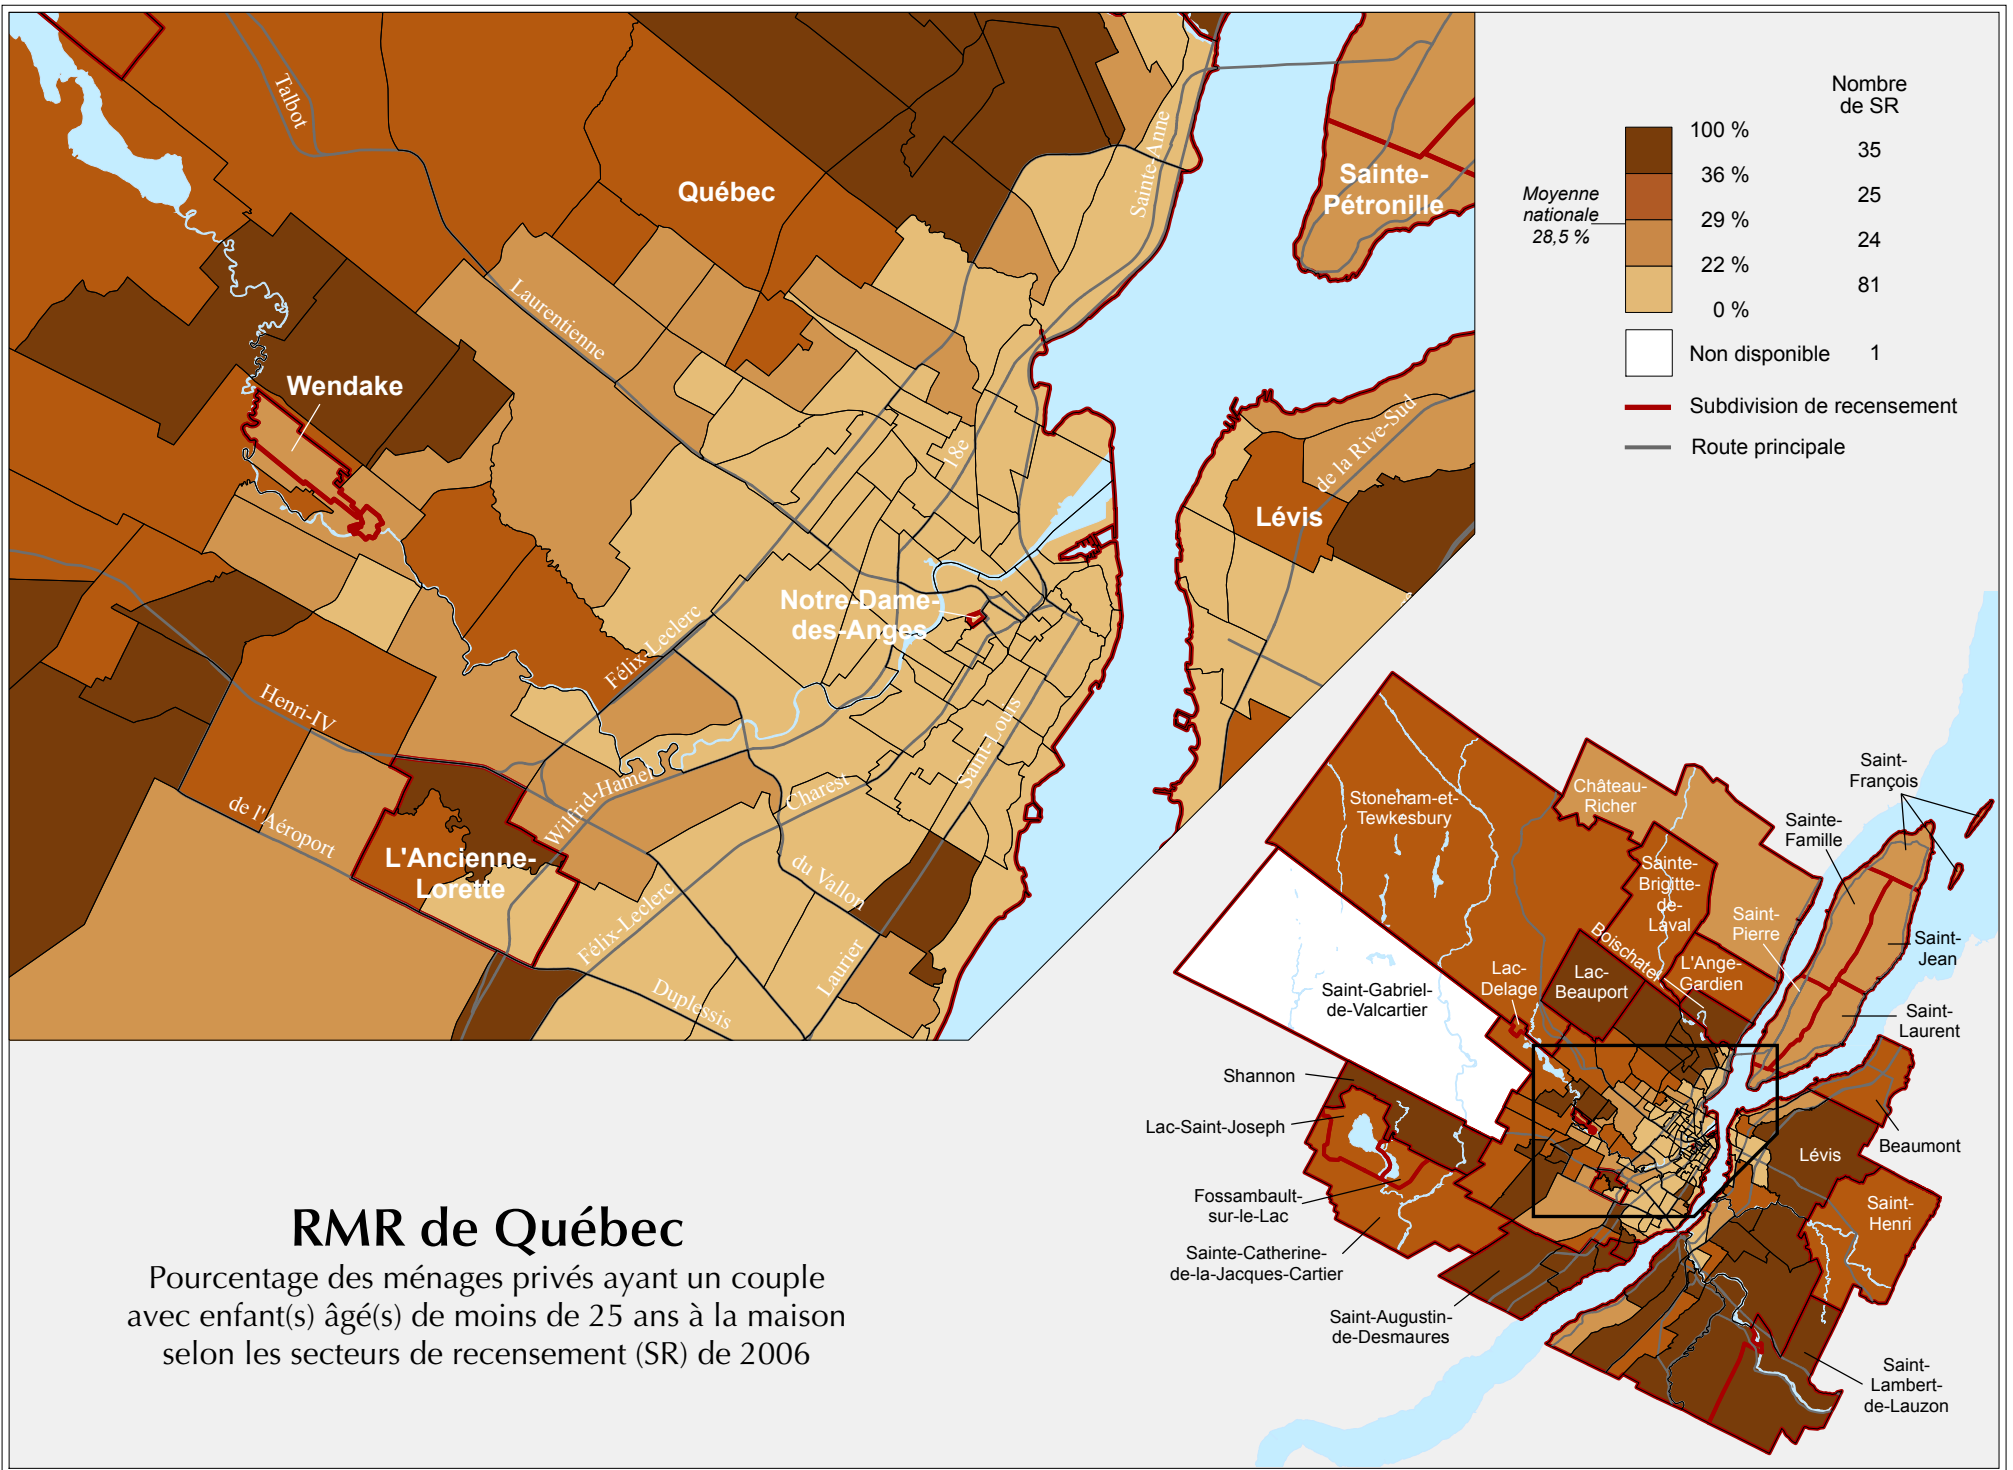 Talbot
Québec
Sainte-Anne
Sainte-
Pétronille
Laurentienne
Wendake
18e
de la Rive-Sud
Lévis
Notre-Dame-
des-Anges
Félix-Leclerc
Henri-IV
Saint-Louis
Wilfrid-Hamel
Charest
de l'Aéroport
L'Ancienne-
Lorette
du Vallon
Félix-Leclerc
Laurier
Duplessis
Nombre
de SR
100 %
35
36 %
25
29 %
24
22 %
81
0 %
Moyenne
nationale
28,5 %
Non disponible 1
Subdivision de recensement
Route principale
Saint-
François
Château-
Richer
Stoneham-et-
Tewkesbury
Sainte-
Famille
Sainte-
Brigitte-
de-
Laval
Saint-
Pierre
Boischatel
Saint-
Jean
L'Ange-
Gardien
Lac-
Beauport
Lac-
Delage
Saint-Gabriel-
de-Valcartier
Saint-
Laurent
Shannon
Lac-Saint-Joseph
Beaumont
Lévis
Fossambault-
sur-le-Lac
Saint-
Henri
Sainte-Catherine-
de-la-Jacques-Cartier
Saint-Augustin-
de-Desmaures
Saint-
Lambert-
de-Lauzon
RMR de Québec
Pourcentage des ménages privés ayant un couple
avec enfant(s) âgé(s) de moins de 25 ans à la maison
selon les secteurs de recensement (SR) de 2006